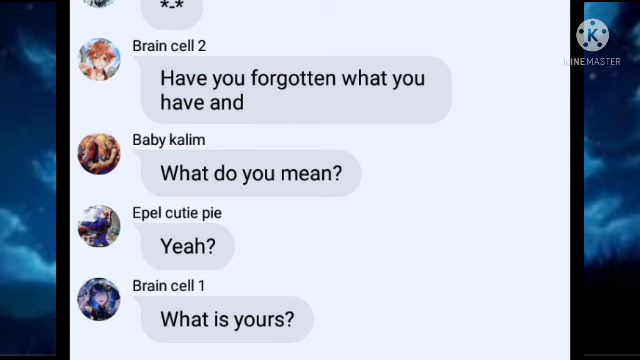 *-*
K
KINEMASTER
Brain cell 2
Have you forgotten what you
have and
Baby kalim
What do you mean?
Epel cutie pie
Yeah?
Brain cell 1
What is yours?